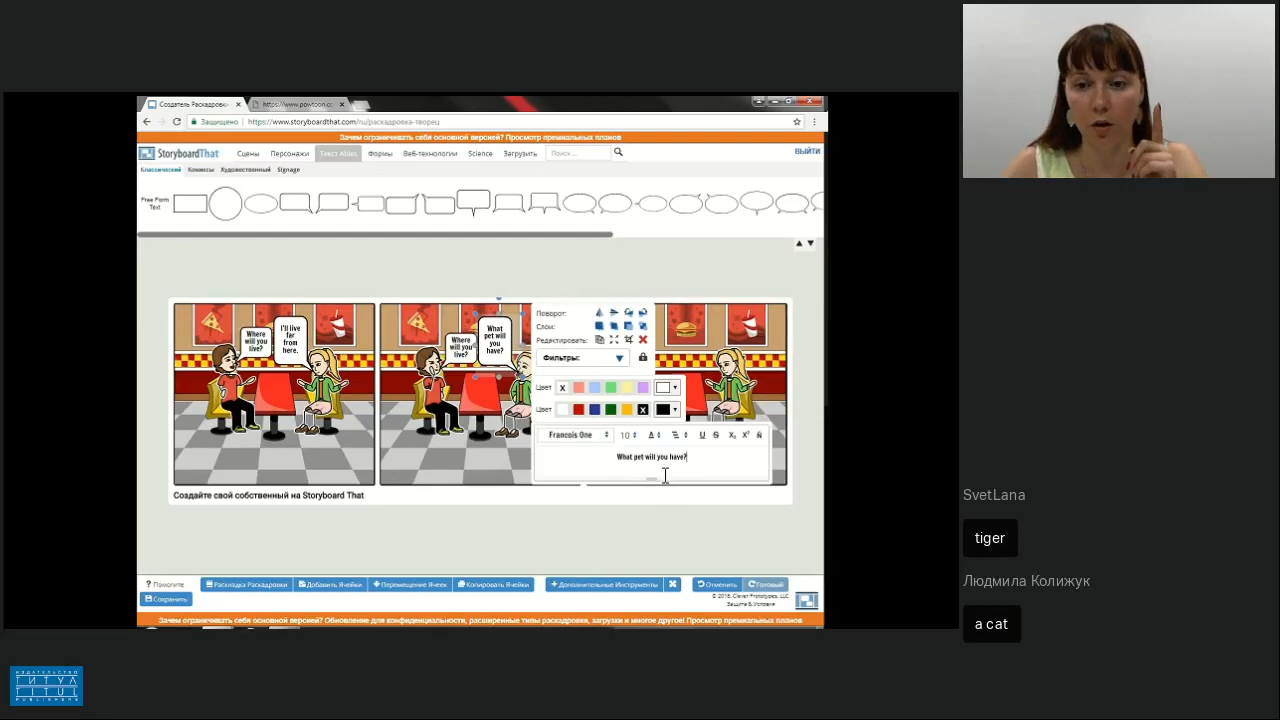 Создатель Раскадровк
https://www.powtoon.co
Защищено
https://www.storyboardthat.com/ru/раскадровка-творец
Зачем ограничивать себя основной версией? Просмотр премиальных планов
StoryboardThat
Сцены
Персонажи
Текст Ables
Формы
Веб-технологии
Science
Загрузить
Поиск...
ВЫЙТИ
Классический
Комиксы
Художественный
Signage
Free Form
Text
Where
will you
live?
I'll live
far
from
here.
Where
will you
live?
What
pet will
you
have?
Поворот:
Слои:
Редактировать:
Фильтры:
Цвет
X
Цвет
X
Francois One
10
What pet will you have?
Создайте свой собственный на Storyboard That
? Помогите
Раскладка Раскадровки
Добавить Ячейки
Перемещение Ячеек
Копировать Ячейки
Дополнительные Инструменты
Отменить
Готовый
Сохранить
© 2018, Clever Prototypes, LLC
Зачем ограничивать себя основной версией? Обновление для конфиденциальности, расширенные типы раскадровки, загрузки и многое другое! Просмотр премиальных планов
SvetLana
tiger
Людмила Колижук
a cat
ИЗДАТЕЛЬСТВО
ТИТУЛ
TITUL
PUBLISHERS